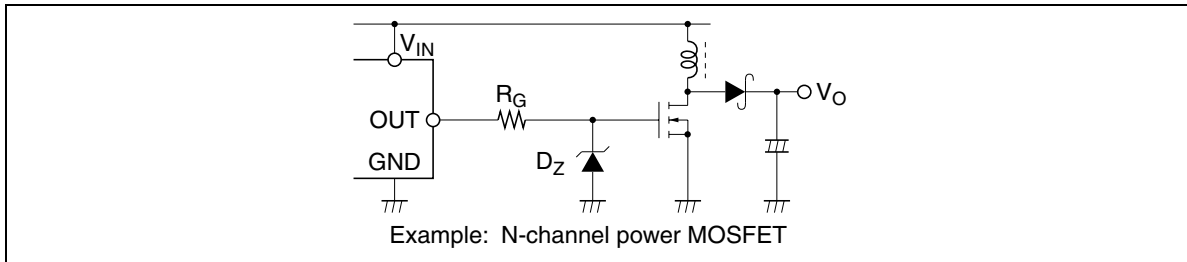 V_IN
R_G
OUT
V_O
GND
D_Z
Example: N-channel power MOSFET